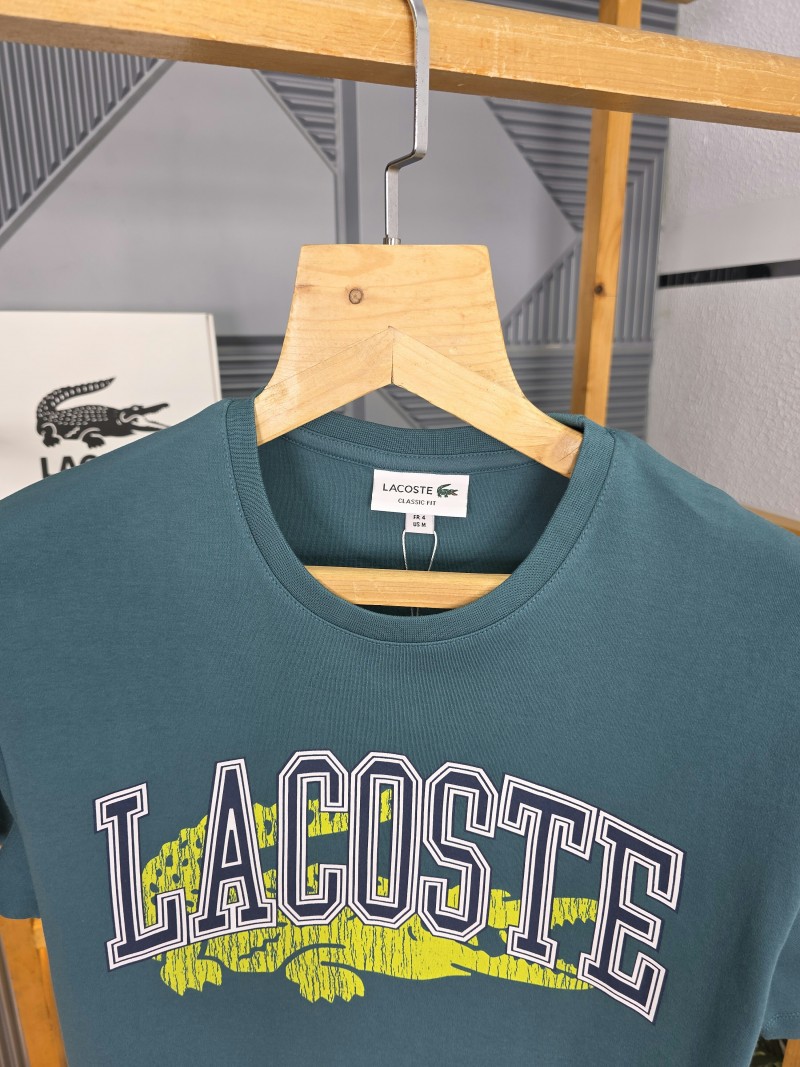 LACOSTE
CLASSIC FIT
FR 4
US M
LACOSTE